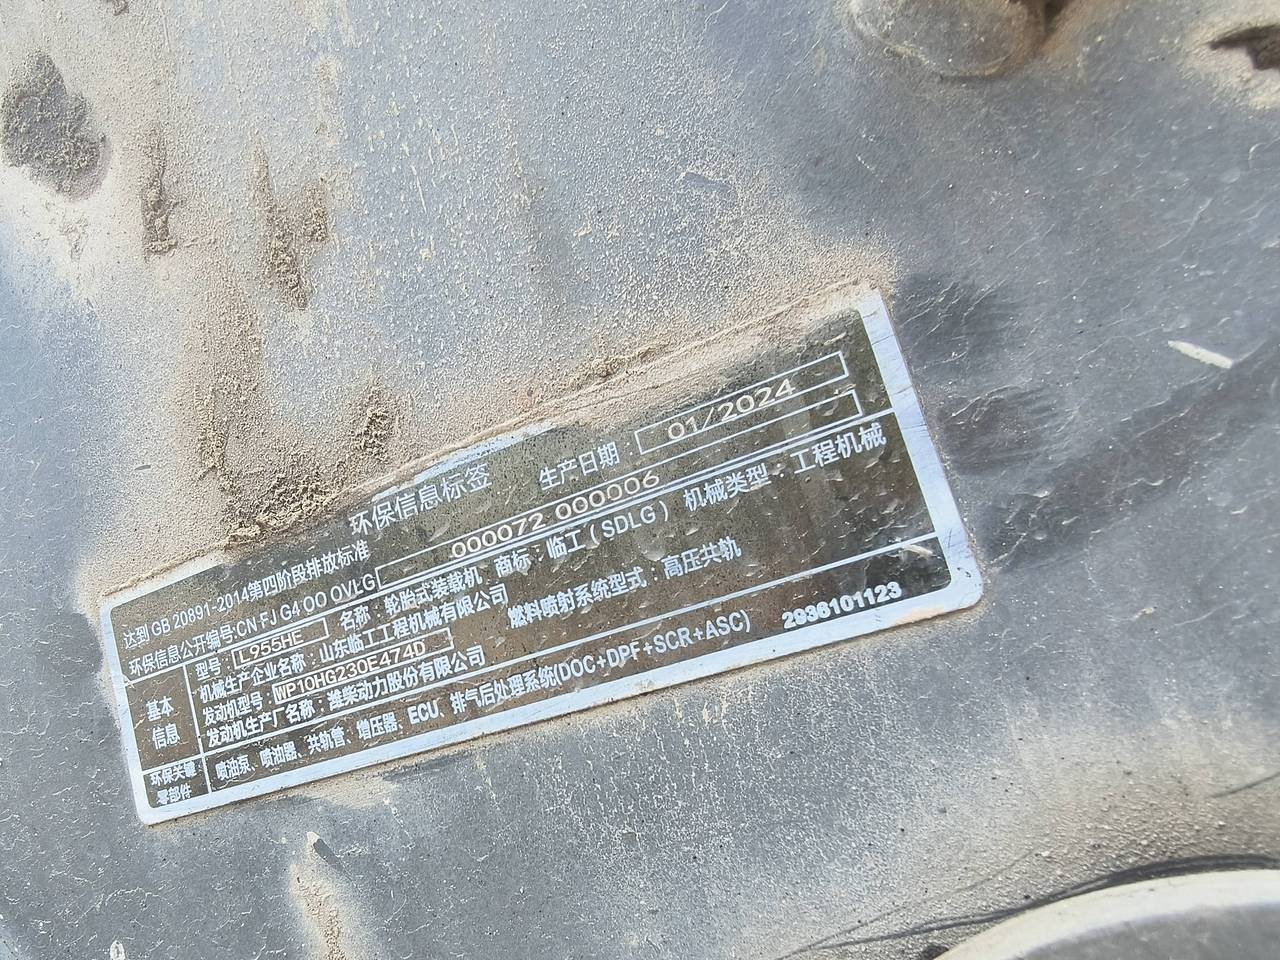 环保信息标签
达到 GB 20891-2014第四阶段排放标准 生产日期： 01/2024
环保信息公开编号:CN FJ G4 00 0VLG 000072 000006
基本信息
型号： L955HE 名称：轮胎式装载机 商标：临工（SDLG） 机械类型：工程机械
机械生产企业名称：山东临工工程机械有限公司
发动机型号： WP10HG230E474D 燃料喷射系统型式：高压共轨
发动机生产厂名称：潍柴动力股份有限公司
环保关键零部件
喷油泵、喷油器、共轨管、增压器、ECU、排气后处理系统(DOC+DPF+SCR+ASC) 2936101123